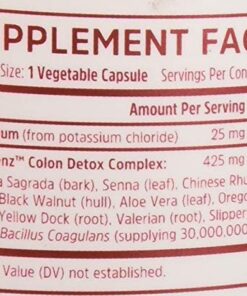 UPPLEMENT FAC
Size: 1 Vegetable Capsule Servings Per Con
Amount Per Serving
um (from potassium chloride) 25 mg
enz™ Colon Detox Complex: 425 mg
a Sagrada (bark), Senna (leaf), Chinese Rhu
Black Walnut (hull), Aloe Vera (leaf), Orego
Yellow Dock (root), Valerian (root), Slipper
Bacillus Coagulans (supplying 30,000,000
Value (DV) not established.